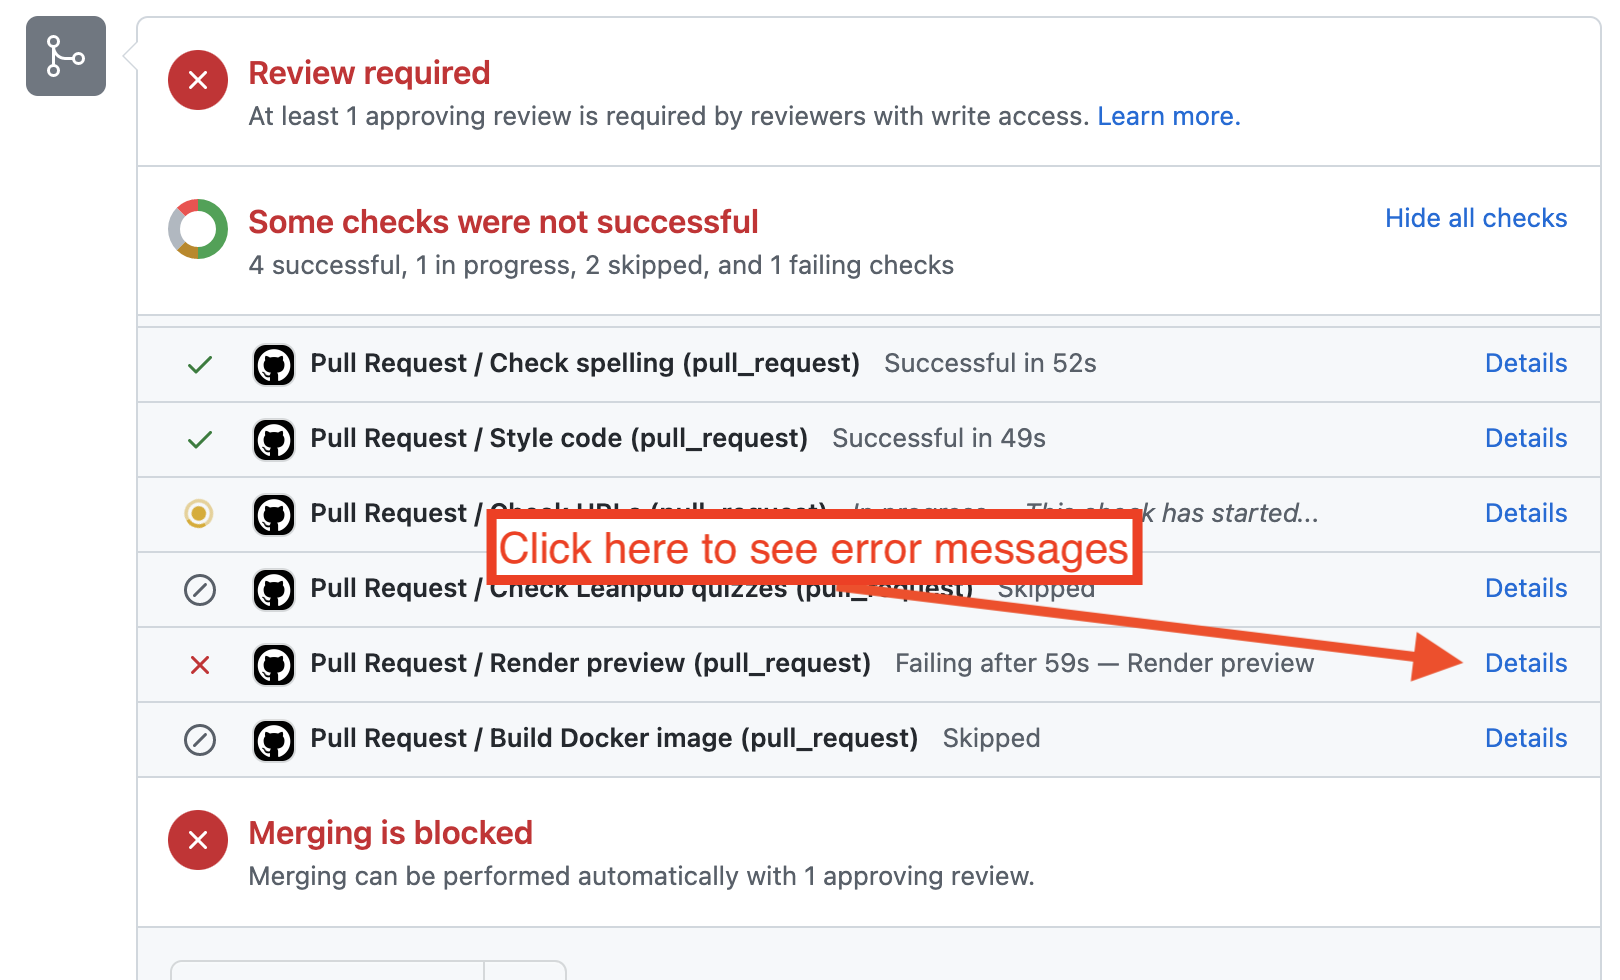 Review required
At least 1 approving review is required by reviewers with write access. Learn more.
Some checks were not successful
Hide all checks
4 successful, 1 in progress, 2 skipped, and 1 failing checks
Pull Request / Check spelling (pull_request) Successful in 52s Details
Pull Request / Style code (pull_request) Successful in 49s Details
Pull Request / Check URLs (pull_request) In progress — This check has started... Details
Click here to see error messages
Pull Request / Check Leanpub quizzes (pull_request) Skipped Details
Pull Request / Render preview (pull_request) Failing after 59s — Render preview Details
Pull Request / Build Docker image (pull_request) Skipped Details
Merging is blocked
Merging can be performed automatically with 1 approving review.